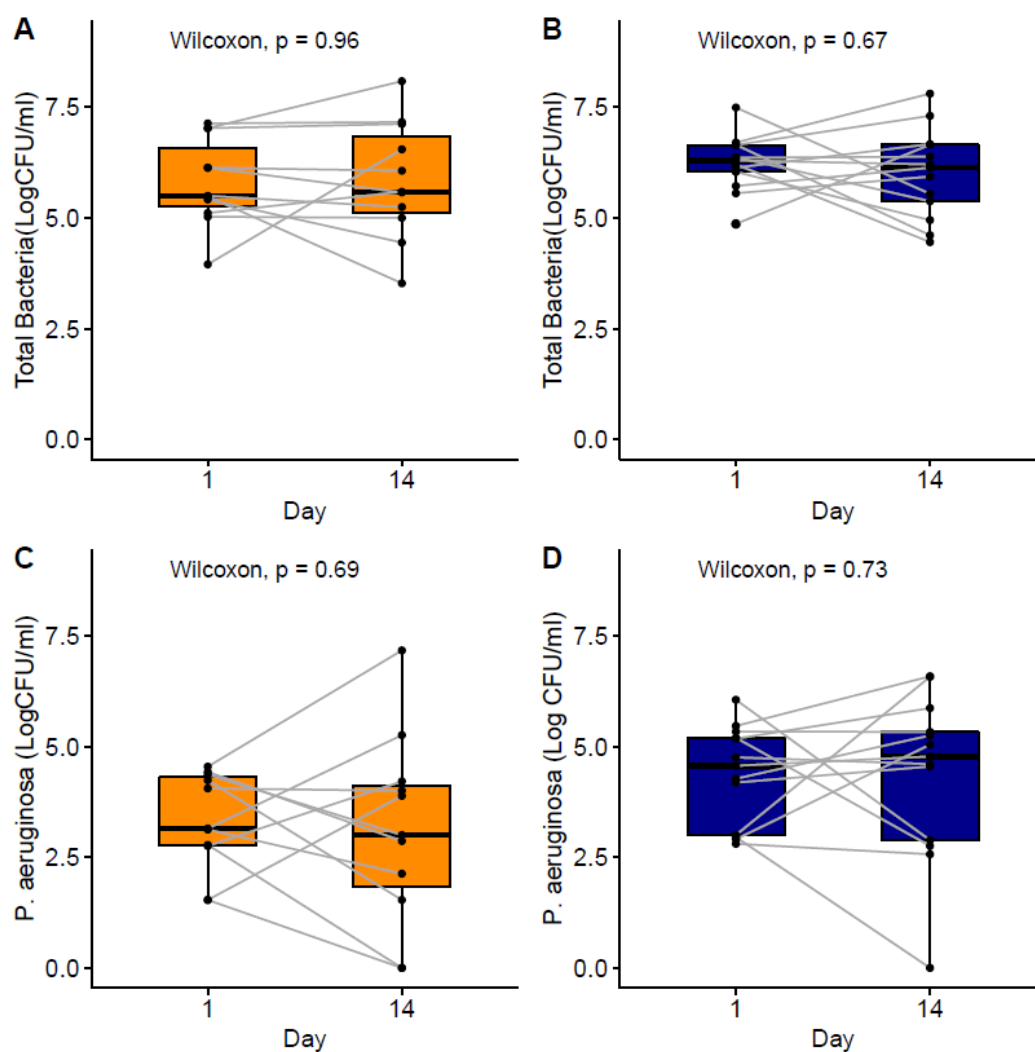 A
Wilcoxon, p = 0.96
Total Bacteria(LogCFU/ml)
7.5
5.0
2.5
0.0
1
14
Day
B
Wilcoxon, p = 0.67
Total Bacteria(LogCFU/ml)
7.5
5.0
2.5
0.0
1
14
Day
C
Wilcoxon, p = 0.69
P. aeruginosa (LogCFU/ml)
7.5
5.0
2.5
0.0
1
14
Day
D
Wilcoxon, p = 0.73
P. aeruginosa (Log CFU/ml)
7.5
5.0
2.5
0.0
1
14
Day